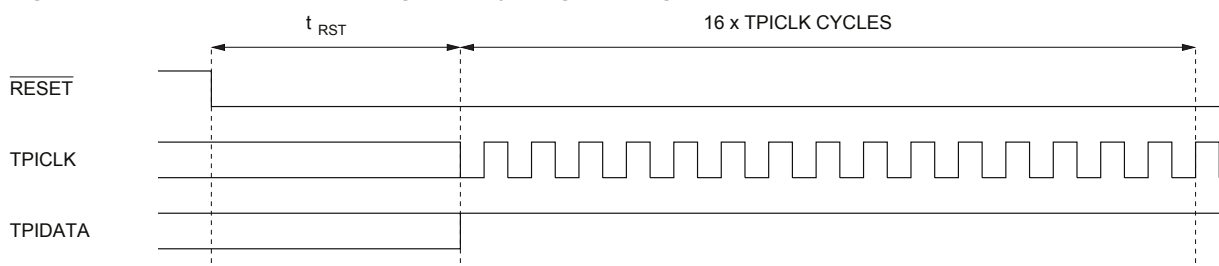 t RST
16 x TPICLK CYCLES
RESET
TPICLK
TPIDATA